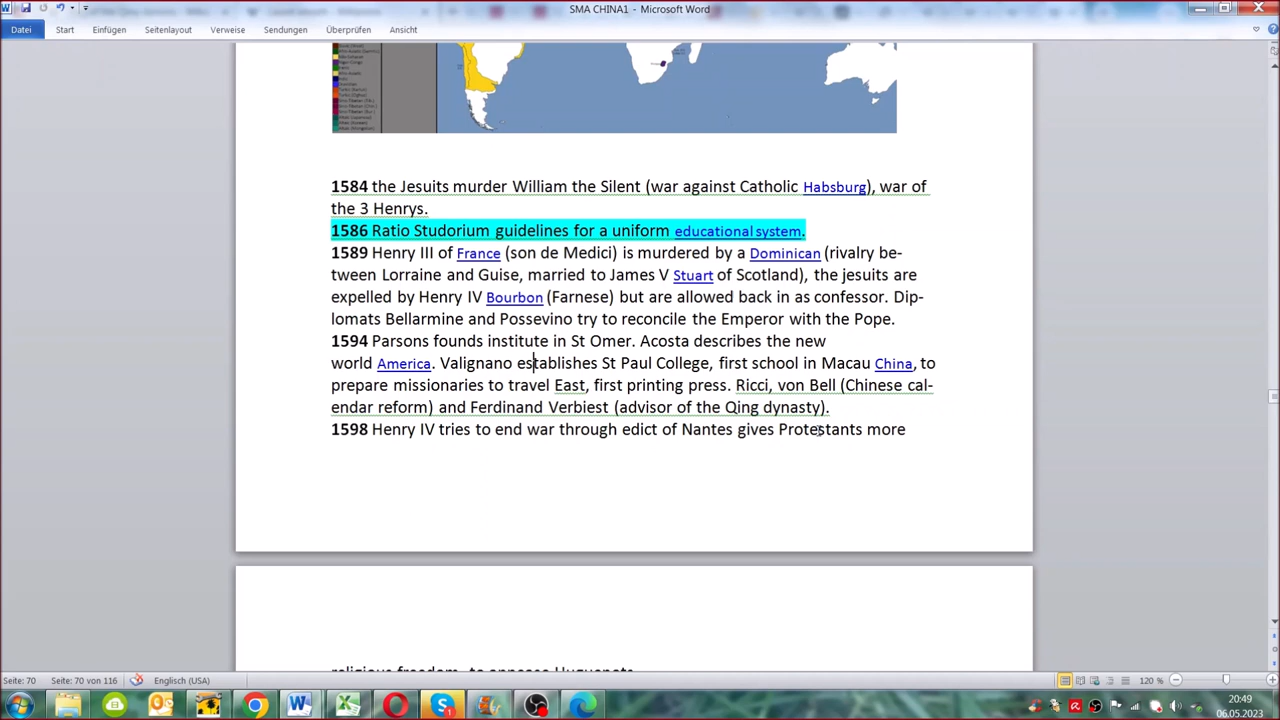 SMA CHINA1 - Microsoft Word
Datei Start Einfügen Seitenlayout Verweise Sendungen Überprüfen Ansicht
1584 the Jesuits murder William the Silent (war against Catholic Habsburg), war of
the 3 Henrys.
1586 Ratio Studorium guidelines for a uniform educational system.
1589 Henry III of France (son de Medici) is murdered by a Dominican (rivalry be-
tween Lorraine and Guise, married to James V Stuart of Scotland), the jesuits are
expelled by Henry IV Bourbon (Farnese) but are allowed back in as confessor. Dip-
lomats Bellarmine and Possevino try to reconcile the Emperor with the Pope.
1594 Parsons founds institute in St Omer. Acosta describes the new
world America. Valignano establishes St Paul College, first school in Macau China, to
prepare missionaries to travel East, first printing press. Ricci, von Bell (Chinese cal-
endar reform) and Ferdinand Verbiest (advisor of the Qing dynasty).
1598 Henry IV tries to end war through edict of Nantes gives Protestants more
religious freedom, to appease Huguenots
Seite: 70 Seite: 70 von 116 Englisch (USA) 120 %
20:49
06.05.2023